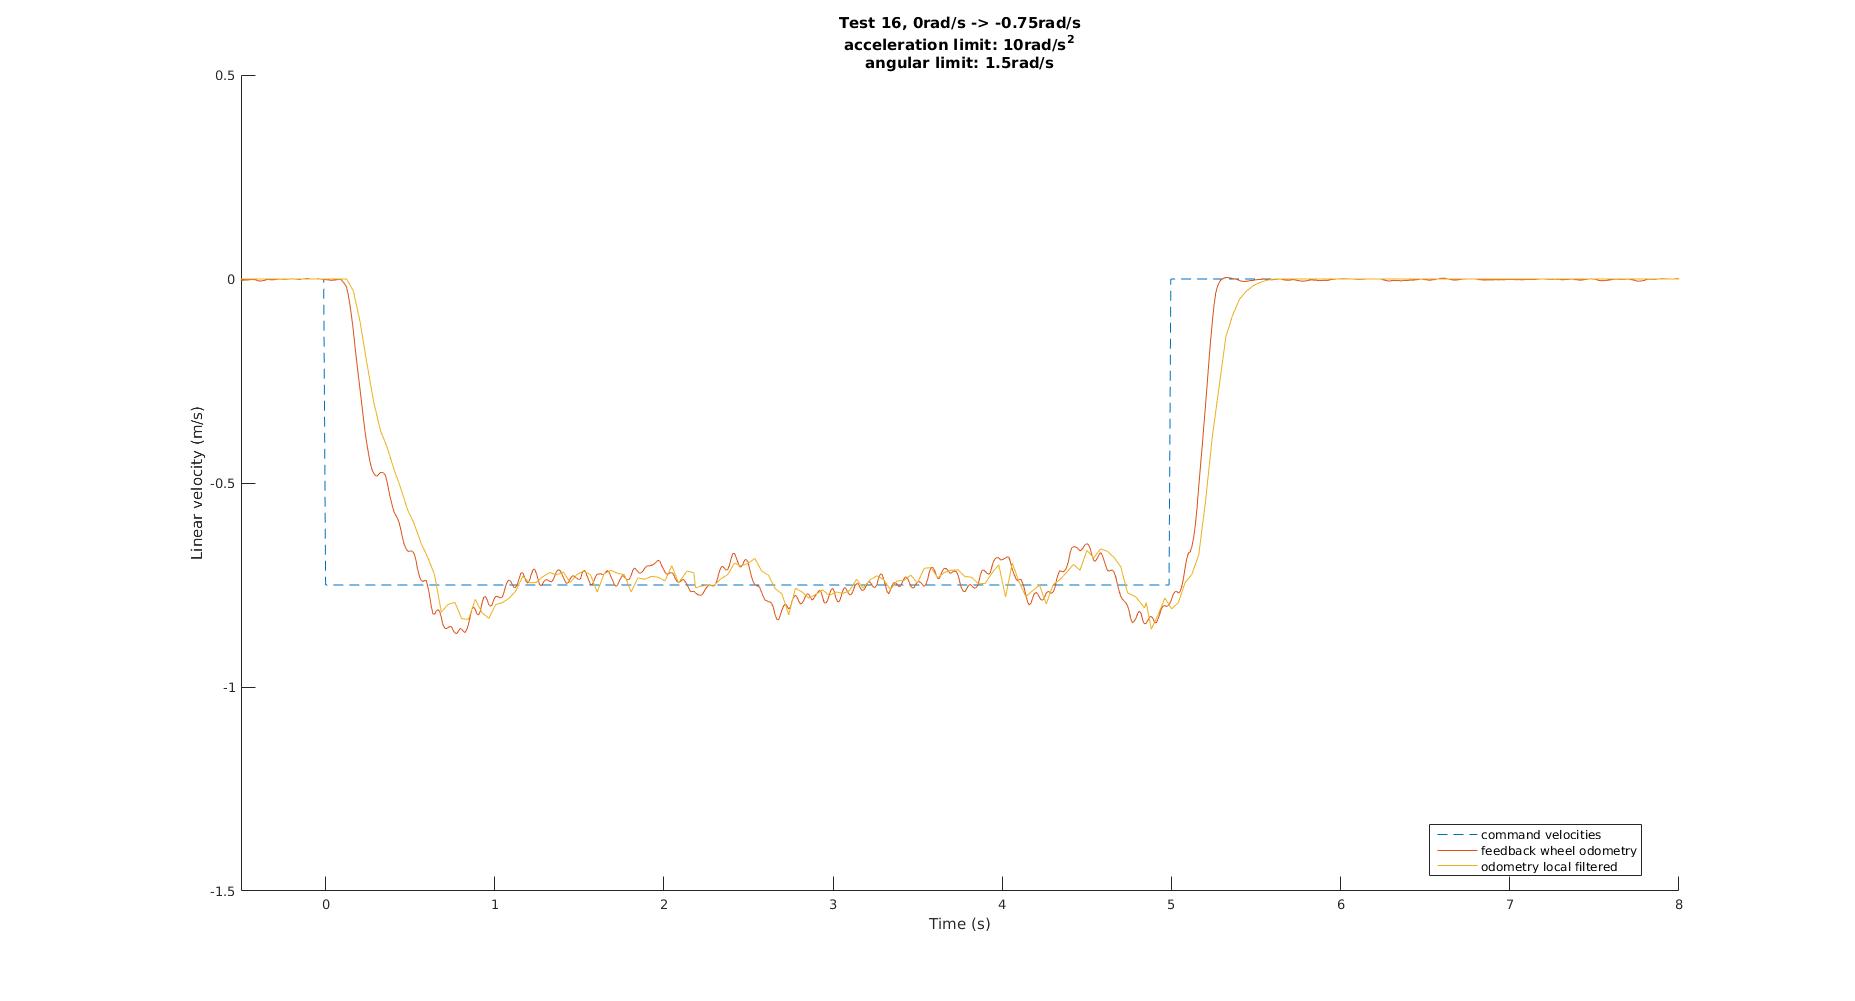 Test 16, 0rad/s -> -0.75rad/s
acceleration limit: 10rad/s²
angular limit: 1.5rad/s
0.5
0
-0.5
-1
-1.5
Linear velocity (m/s)
0 1 2 3 4 5 6 7 8
Time (s)
command velocities
feedback wheel odometry
odometry local filtered